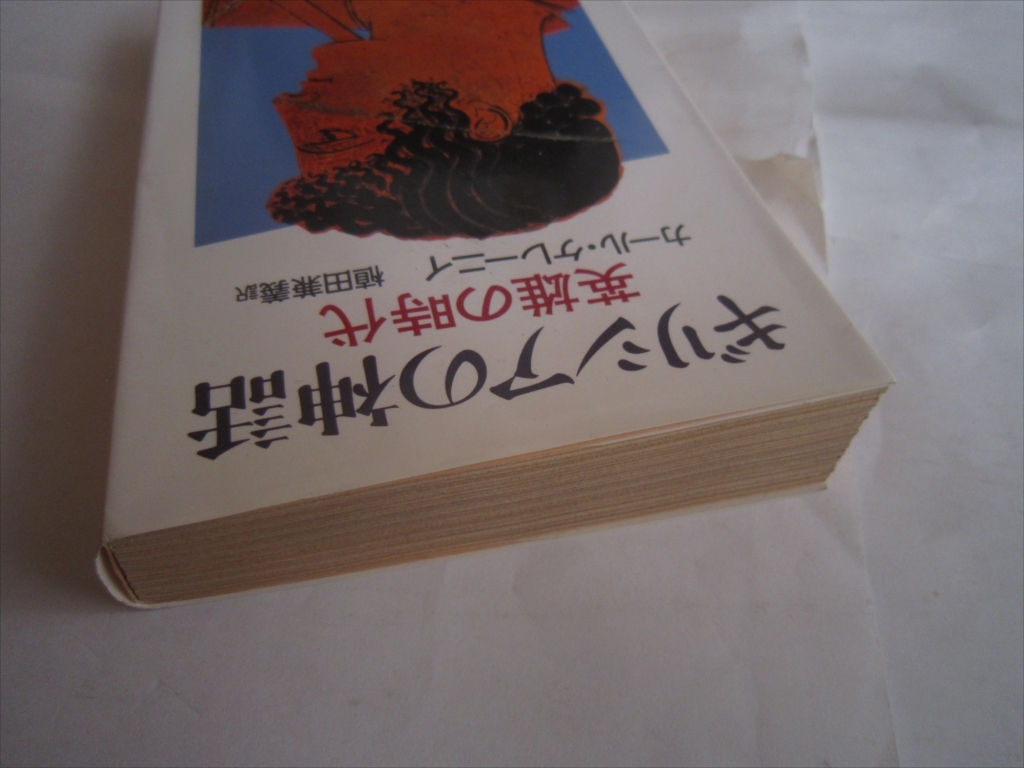 ギリシアの神話
英雄の時代
カール・ケレーニイ 植田兼義訳